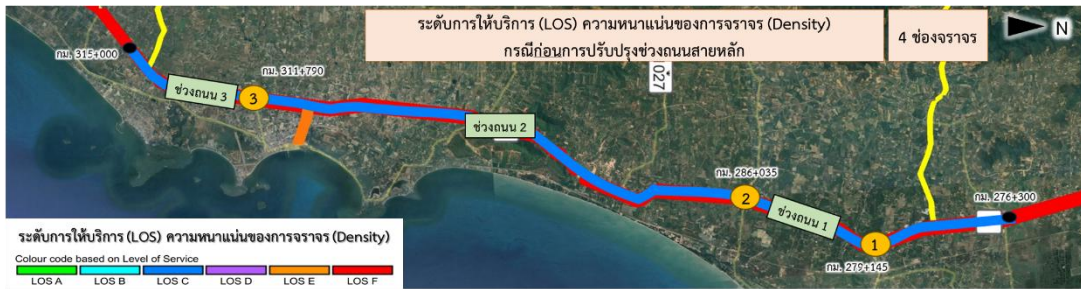 ระดับการให้บริการ (LOS) ความหนาแน่นของการจราจร (Density)
กรณีก่อนการปรับปรุงช่วงถนนสายหลัก
4 ช่องจราจร
N
กม. 315+000
ช่วงถนน 3
3
กม. 311+790
ช่วงถนน 2
027
กม. 286+035
2
ช่วงถนน 1
1
กม. 279+145
กม. 276+300
ระดับการให้บริการ (LOS) ความหนาแน่นของการจราจร (Density)
Colour code based on Level of Service
LOS A LOS B LOS C LOS D LOS E LOS F